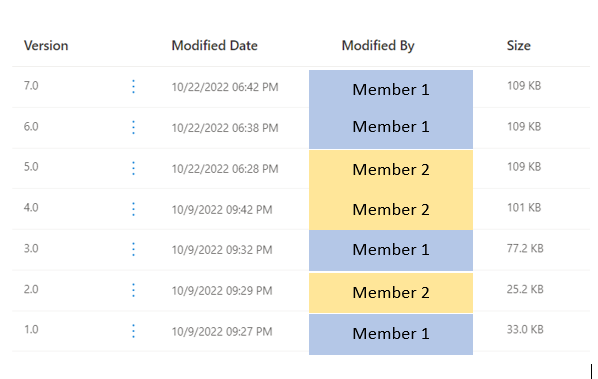 Version Modified Date Modified By Size
7.0 10/22/2022 06:42 PM Member 1 109 KB
6.0 10/22/2022 06:38 PM Member 1 109 KB
5.0 10/22/2022 06:28 PM Member 2 109 KB
4.0 10/9/2022 09:42 PM Member 2 101 KB
3.0 10/9/2022 09:32 PM Member 1 77.2 KB
2.0 10/9/2022 09:29 PM Member 2 25.2 KB
1.0 10/9/2022 09:27 PM Member 1 33.0 KB